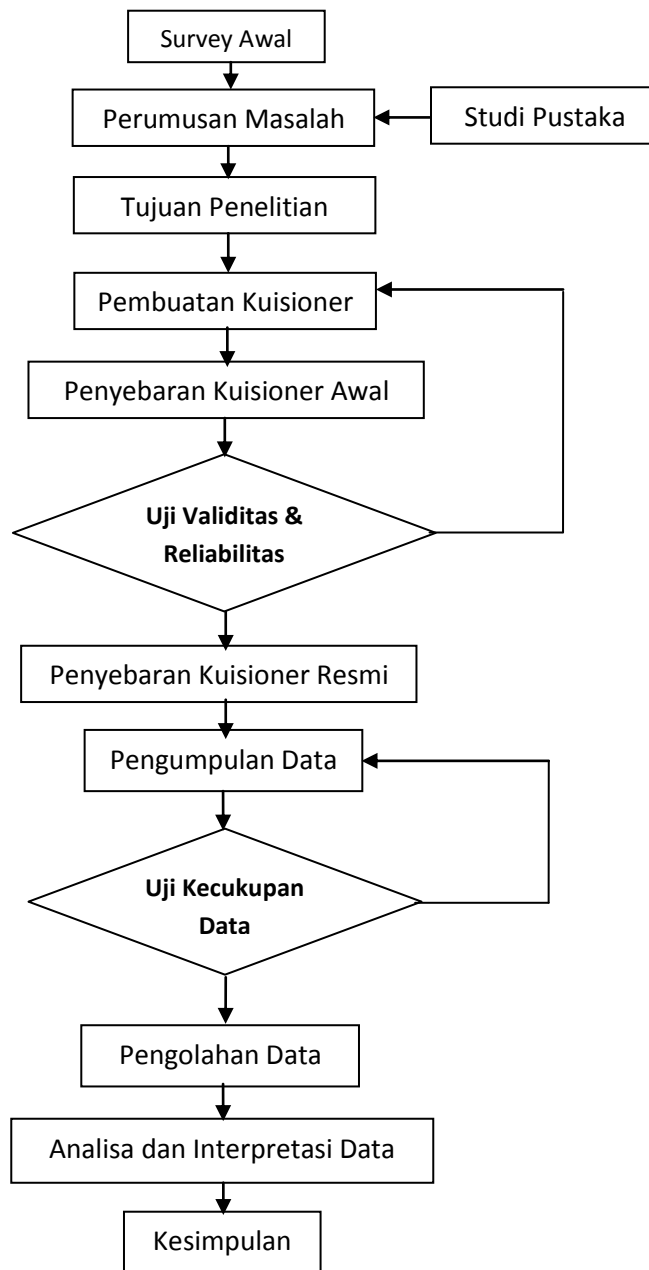 Survey Awal
Perumusan Masalah
Studi Pustaka
Tujuan Penelitian
Pembuatan Kuisioner
Penyebaran Kuisioner Awal
Uji Validitas &
Reliabilitas
Penyebaran Kuisioner Resmi
Pengumpulan Data
Uji Kecukupan
Data
Pengolahan Data
Analisa dan Interpretasi Data
Kesimpulan